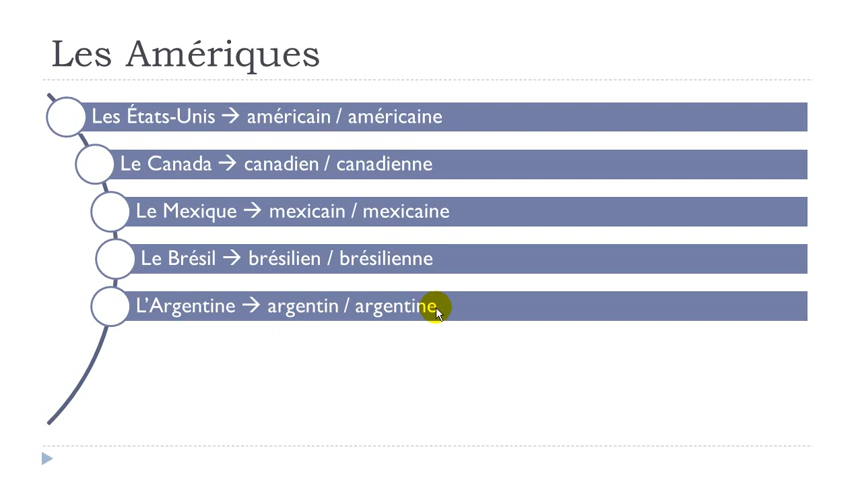 Les Amériques
Les États-Unis → américain / américaine
Le Canada → canadien / canadienne
Le Mexique → mexicain / mexicaine
Le Brésil → brésilien / brésilienne
L'Argentine → argentin / argentine